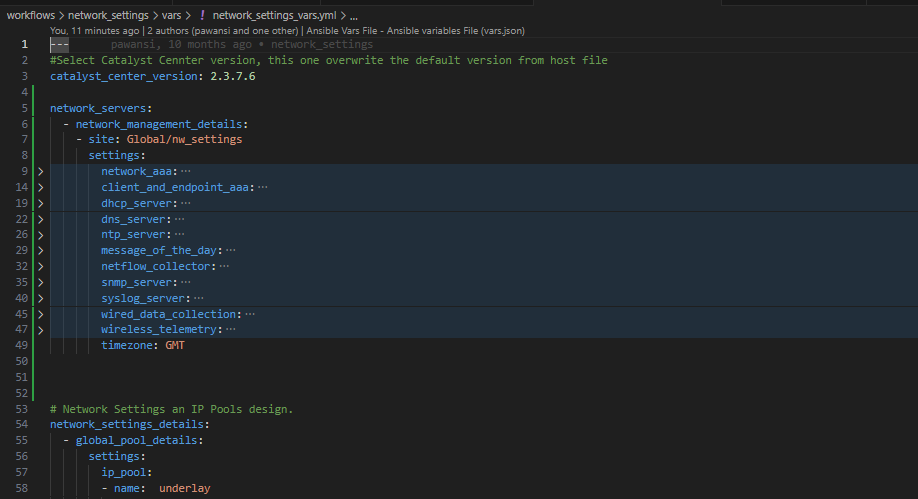 workflows > network_settings > vars > ! network_settings_vars.yml > ...
You, 11 minutes ago | 2 authors (pawansi and one other) | Ansible Vars File - Ansible variables File (vars.json)
1 --- pawansi, 10 months ago • network_settings
2 #Select Catalyst Cennter version, this one overwrite the default version from host file
3 catalyst_center_version: 2.3.7.6
4
5 network_servers:
6 - network_management_details:
7 - site: Global/nw_settings
8 settings:
9 > network_aaa: ...
14 > client_and_endpoint_aaa: ...
19 > dhcp_server: ...
22 > dns_server: ...
26 > ntp_server: ...
29 > message_of_the_day: ...
32 > netflow_collector: ...
35 > snmp_server: ...
40 > syslog_server: ...
45 > wired_data_collection: ...
47 > wireless_telemetry: ...
49 timezone: GMT
50
51
52
53 # Network Settings an IP Pools design.
54 network_settings_details:
55 - global_pool_details:
56 settings:
57 ip_pool:
58 - name: underlay